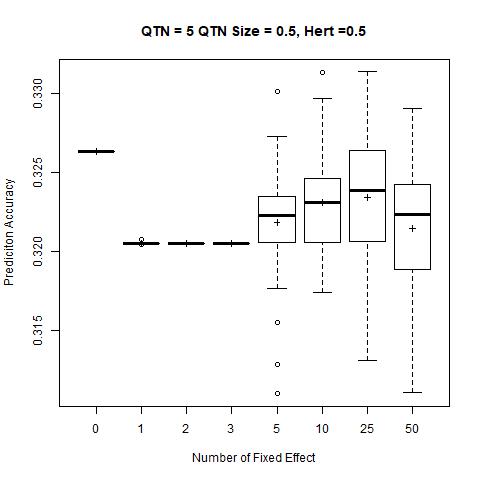 QTN = 5 QTN Size = 0.5, Hert =0.5
Prediciton Accuracy
0.330
0.325
0.320
0.315
0 1 2 3 5 10 25 50
Number of Fixed Effect